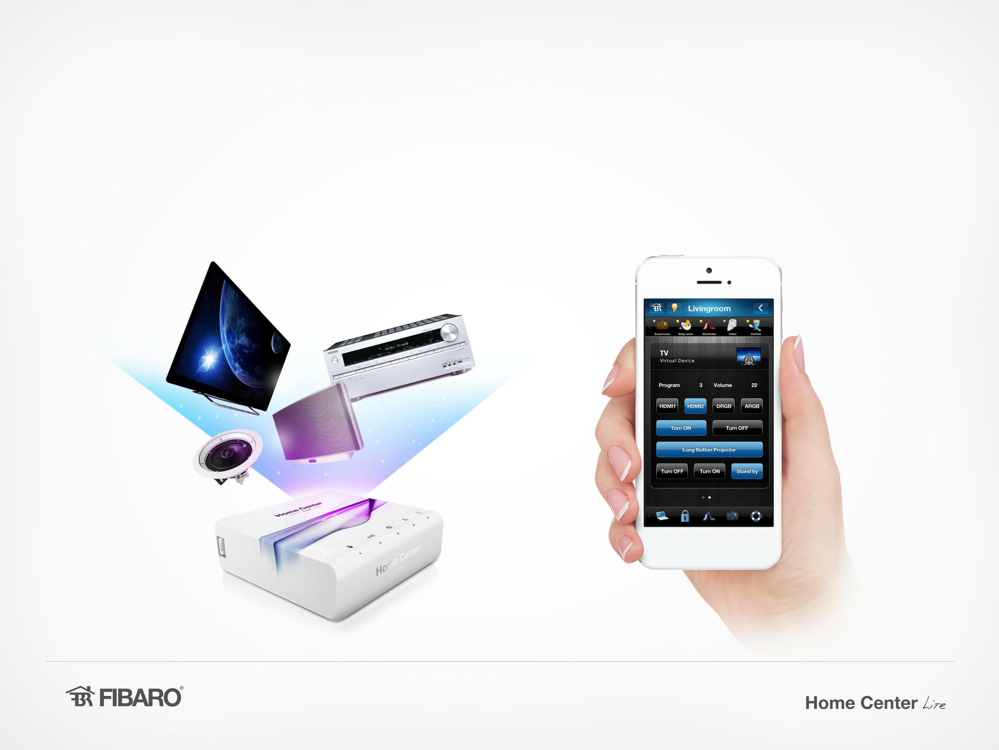 ONKYO
Dolby TrueHD
Home Center
Lite
Home Center
Lite
Livingroom
Guest room
Baby room
Wardrobe
Toilet
Kitchen
TV
Virtual Device
Program 3 Volume 22
HDMI1 HDMI2 DRGB ARGB
Turn ON Turn OFF
Long Button Projector
Turn OFF Turn ON Stand by
FIBARO®
Home Center Lite